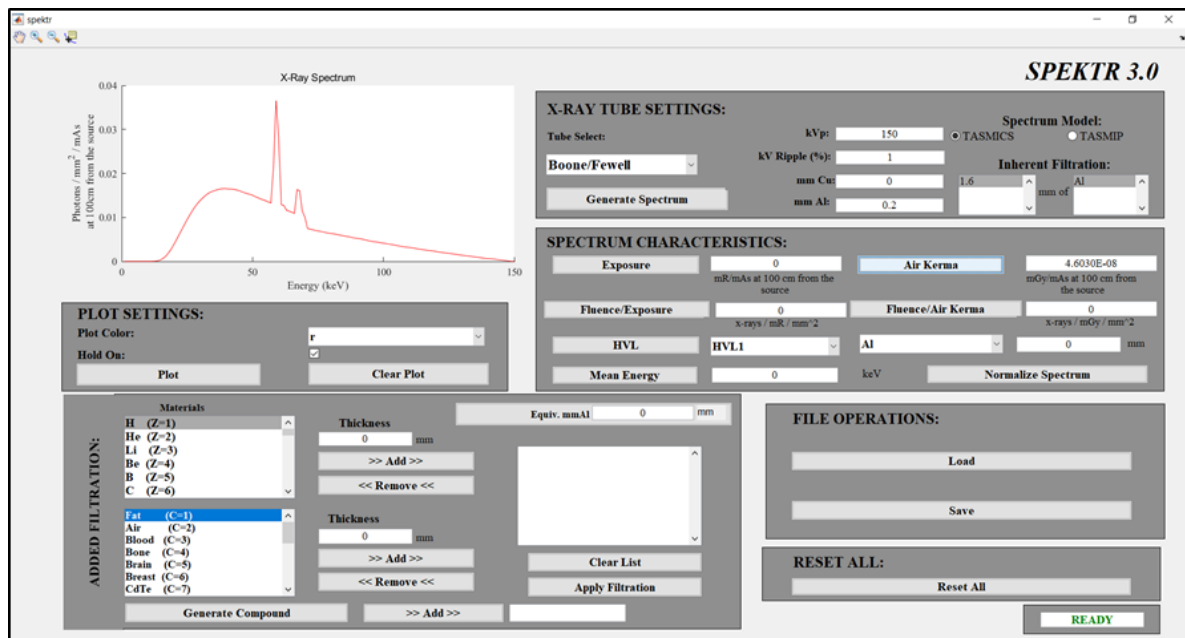 spektr
SPEKTR 3.0
X-Ray Spectrum
Photons / mm² / mAs
at 100cm from the source
0.04
0.03
0.02
0.01
0
0
50
100
150
Energy (keV)
X-RAY TUBE SETTINGS:
Tube Select:
Boone/Fewell
Generate Spectrum
kVp:
150
kV Ripple (%):
1
mm Cu:
0
mm Al:
0.2
Spectrum Model:
TASMICS
TASMIP
Inherent Filtration:
1.6
mm of
Al
SPECTRUM CHARACTERISTICS:
Exposure
0
mR/mAs at 100 cm from the
source
Air Kerma
4.6030E-08
mGy/mAs at 100 cm from
the source
Fluence/Exposure
0
x-rays / mR / mm^2
Fluence/Air Kerma
0
x-rays / mGy / mm^2
HVL
HVL1
Al
0
mm
Mean Energy
0
keV
Normalize Spectrum
PLOT SETTINGS:
Plot Color:
r
Hold On:
Plot
Clear Plot
ADDED FILTRATION:
Materials
H (Z=1)
He (Z=2)
Li (Z=3)
Be (Z=4)
B (Z=5)
C (Z=6)
Thickness
0
mm
>> Add >>
<< Remove <<
Equiv. mmAl
0
mm
Fat (C=1)
Air (C=2)
Blood (C=3)
Bone (C=4)
Brain (C=5)
Breast (C=6)
CdTe (C=7)
Thickness
0
mm
>> Add >>
<< Remove <<
Clear List
Apply Filtration
Generate Compound
>> Add >>
FILE OPERATIONS:
Load
Save
RESET ALL:
Reset All
READY